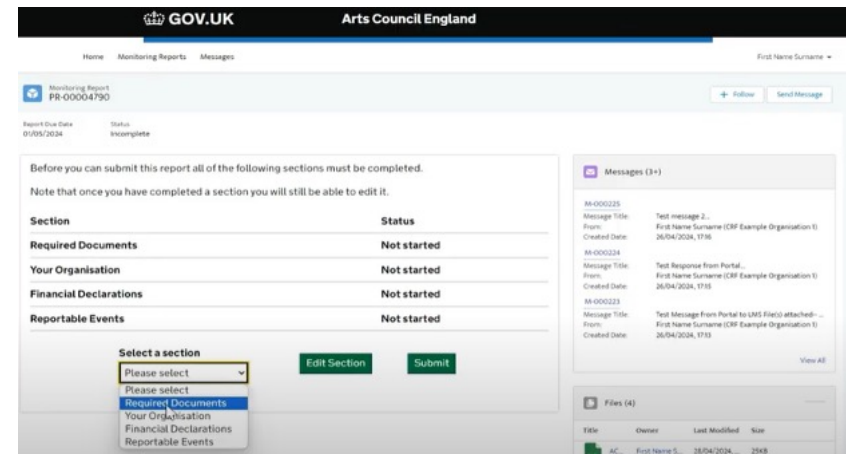 GOV.UK Arts Council England
Home Monitoring Reports Messages First Name Surname
Monitoring Report
PR-00004790
+ Follow Send Message
Report Due Date Status
01/05/2024 Incomplete
Before you can submit this report all of the following sections must be completed.
Note that once you have completed a section you will still be able to edit it.
Section Status
Required Documents Not started
Your Organisation Not started
Financial Declarations Not started
Reportable Events Not started
Select a section
Please select
Edit Section Submit
Please select
Required Documents
Your Organisation
Financial Declarations
Reportable Events
Messages (3+)
M-000225
Message Title: Test message 2...
From: First Name Surname (CRF Example Organisation 1)
Created Date: 26/04/2024, 17:16
M-000224
Message Title: Test Response from Portal...
From: First Name Surname (CRF Example Organisation 1)
Created Date: 26/04/2024, 17:15
M-000223
Message Title: Test Message from Portal to LMS File(s) attached-...
From: First Name Surname (CRF Example Organisation 1)
Created Date: 26/04/2024, 17:13
View All
Files (4)
Title Owner Last Modified Size
AC... First Name S... 26/04/2024... 25KB